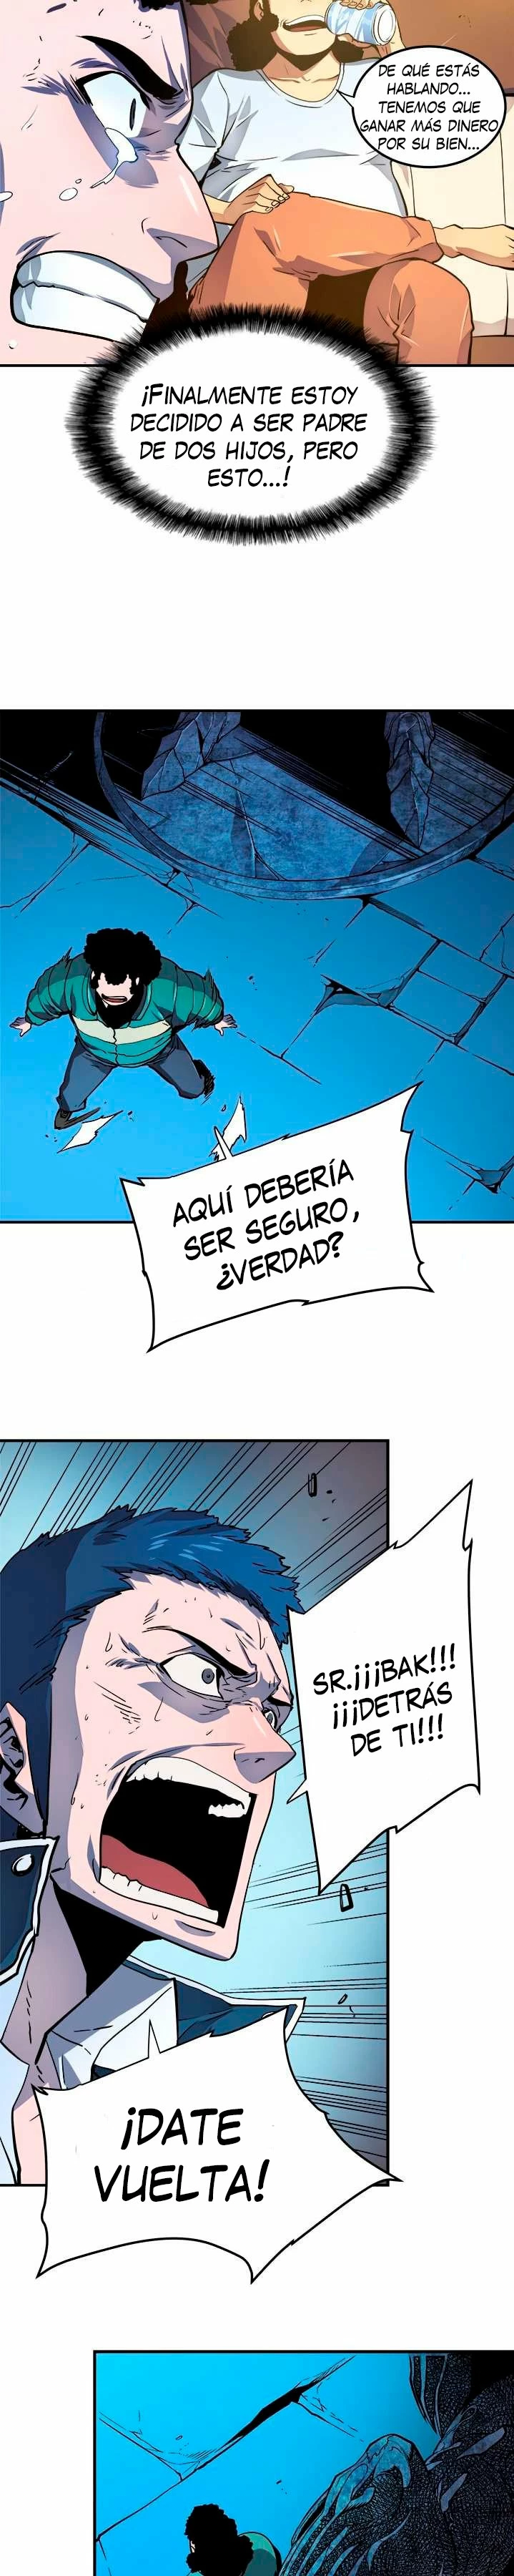 DE QUÉ ESTÁS
HABLANDO...
TENEMOS QUE
GANAR MÁS DINERO
POR SU BIEN...
¡FINALMENTE ESTOY
DECIDIDO A SER PADRE
DE DOS HIJOS, PERO
ESTO...!
AQUÍ DEBERÍA
SER SEGURO,
¿VERDAD?
SR.¡¡¡BAK!!!
¡¡¡DETRÁS
DE TI!!!
¡DATE
VUELTA!